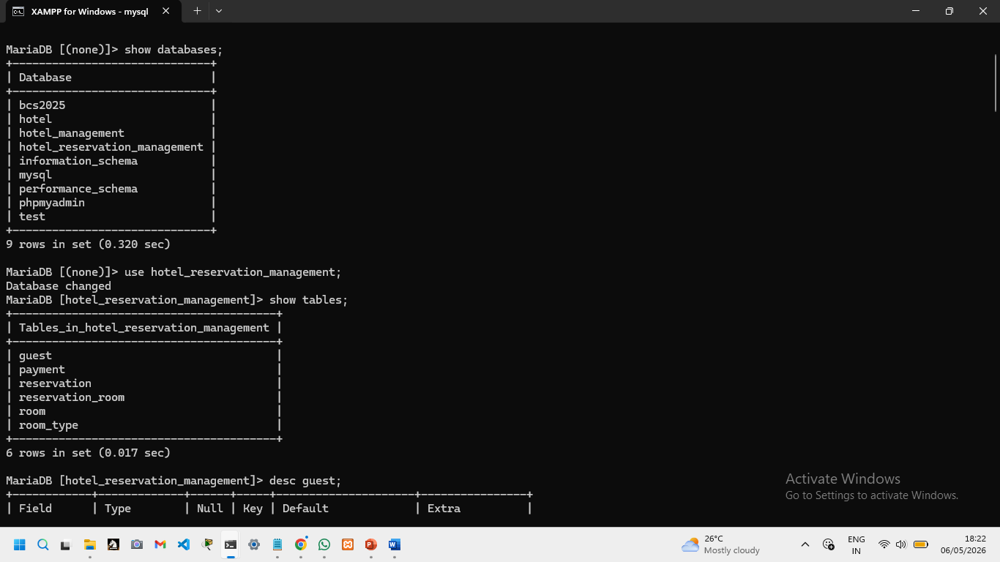 XAMPP for Windows - mysql
MariaDB [(none)]> show databases;
+------------------------------+
| Database                     |
+------------------------------+
| bcs2025                      |
| hotel                        |
| hotel_management             |
| hotel_reservation_management |
| information_schema           |
| mysql                        |
| performance_schema           |
| phpmyadmin                   |
| test                         |
+------------------------------+
9 rows in set (0.320 sec)
MariaDB [(none)]> use hotel_reservation_management;
Database changed
MariaDB [hotel_reservation_management]> show tables;
+----------------------------------------+
| Tables_in_hotel_reservation_management |
+----------------------------------------+
| guest                                  |
| payment                                |
| reservation                            |
| reservation_room                       |
| room                                   |
| room_type                              |
+----------------------------------------+
6 rows in set (0.017 sec)
MariaDB [hotel_reservation_management]> desc guest;
+------------+-------------+------+-----+---------------------+----------------+
| Field      | Type        | Null | Key | Default             | Extra          |
Activate Windows
Go to Settings to activate Windows.
26°C
Mostly cloudy
ENG
IN
18:22
06/05/2026